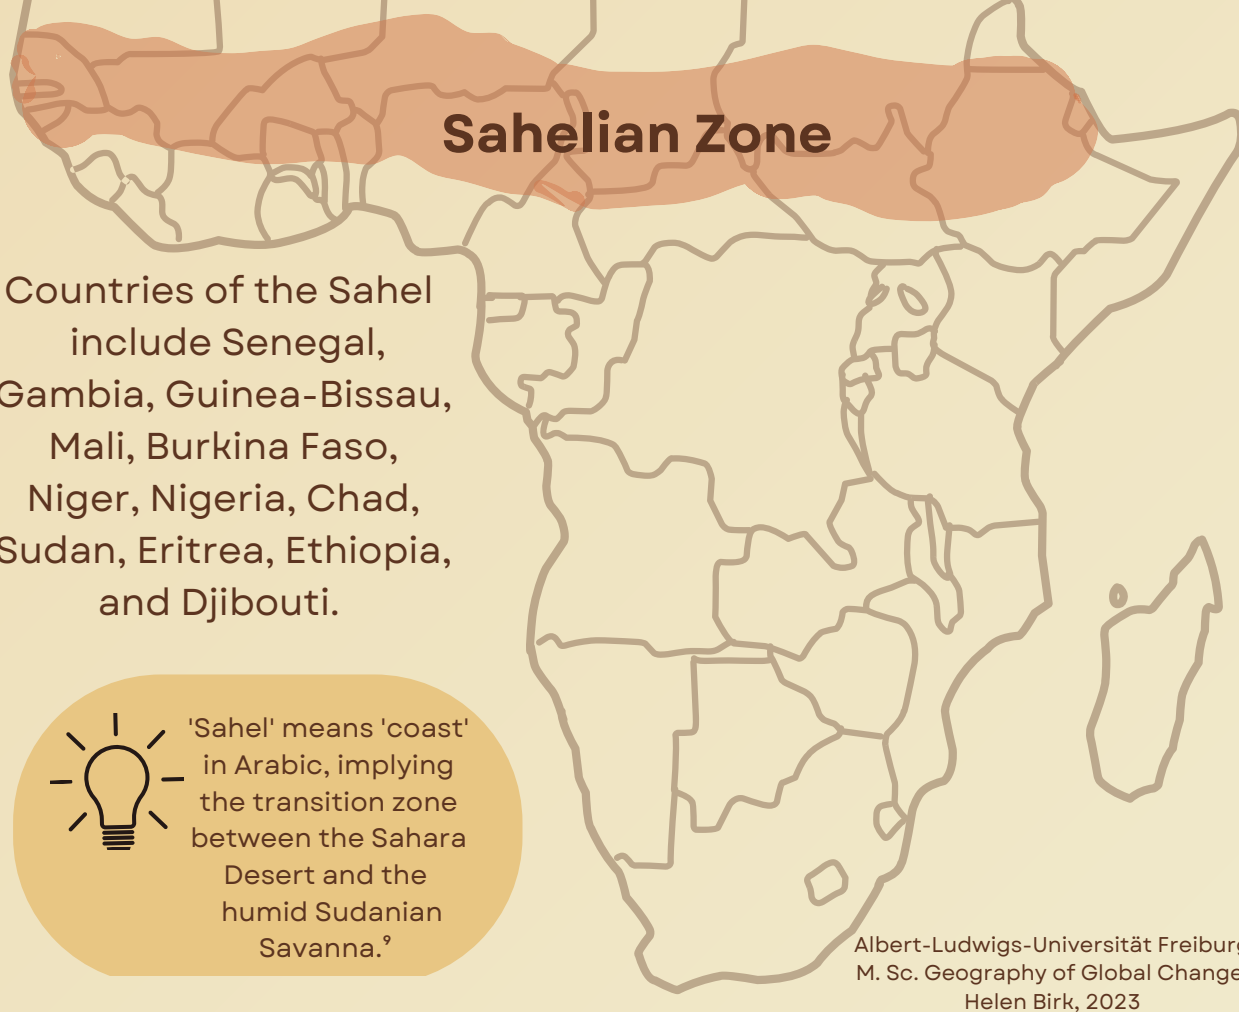 Sahelian Zone
Countries of the Sahel
include Senegal,
Gambia, Guinea-Bissau,
Mali, Burkina Faso,
Niger, Nigeria, Chad,
Sudan, Eritrea, Ethiopia,
and Djibouti.
'Sahel' means 'coast'
in Arabic, implying
the transition zone
between the Sahara
Desert and the
humid Sudanian
Savanna.⁹
Albert-Ludwigs-Universität Freiburg
M. Sc. Geography of Global Change
Helen Birk, 2023